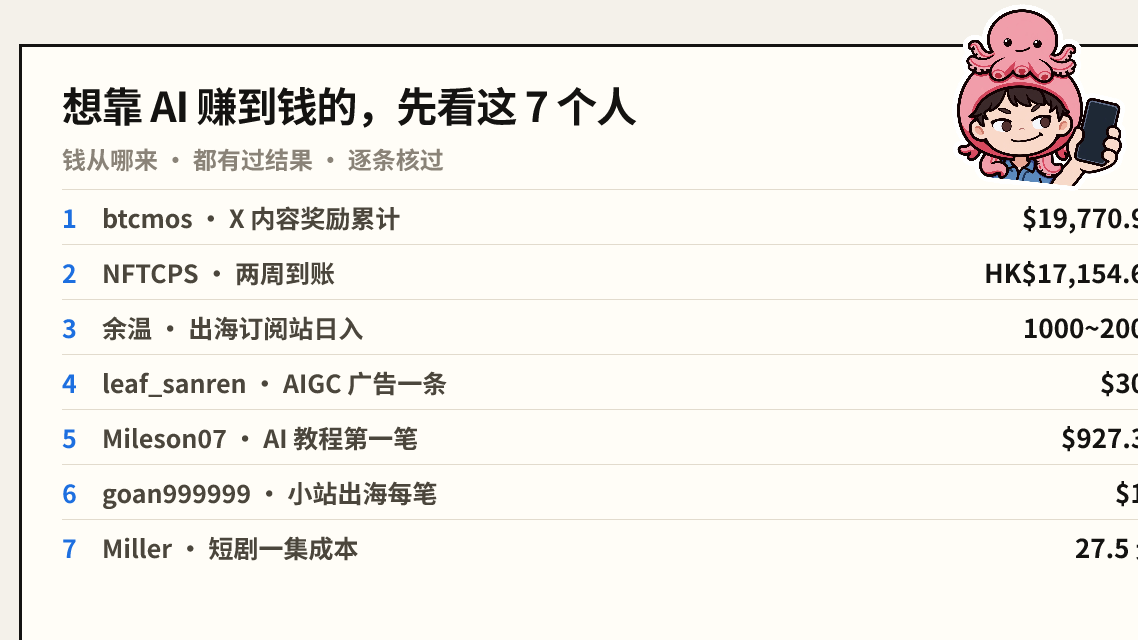 想靠 AI 赚到钱的，先看这 7 个人
钱从哪来 · 都有过结果 · 逐条核过
1 btcmos · X 内容奖励累计 $19,770.9
2 NFTCPS · 两周到账 HK$17,154.6
3 余温 · 出海订阅站日入 1000~200
4 leaf_sanren · AIGC 广告一条 $30
5 Mileson07 · AI 教程第一笔 $927.3
6 goan999999 · 小站出海每笔 $1
7 Miller · 短剧一集成本 27.5